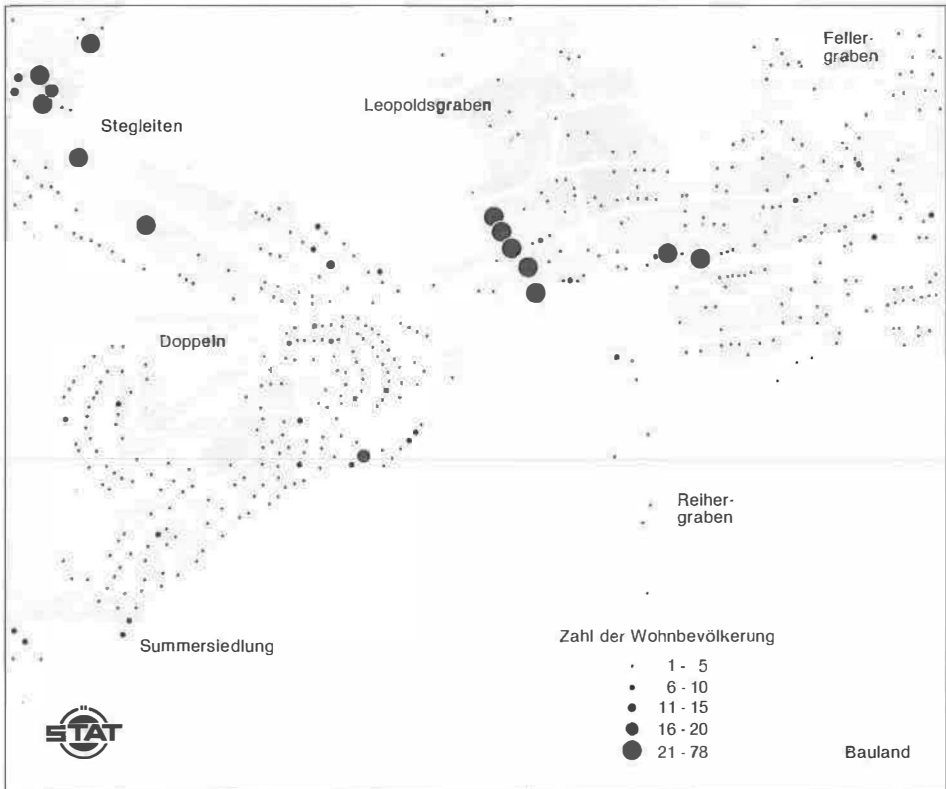 Feller-
graben
Leopoldsgraben
Stegleiten
Doppeln
Reiher-
graben
Summersiedlung
Zahl der Wohnbevölkerung
1 - 5
6 - 10
11 - 15
16 - 20
21 - 78
Bauland
ÖSTAT